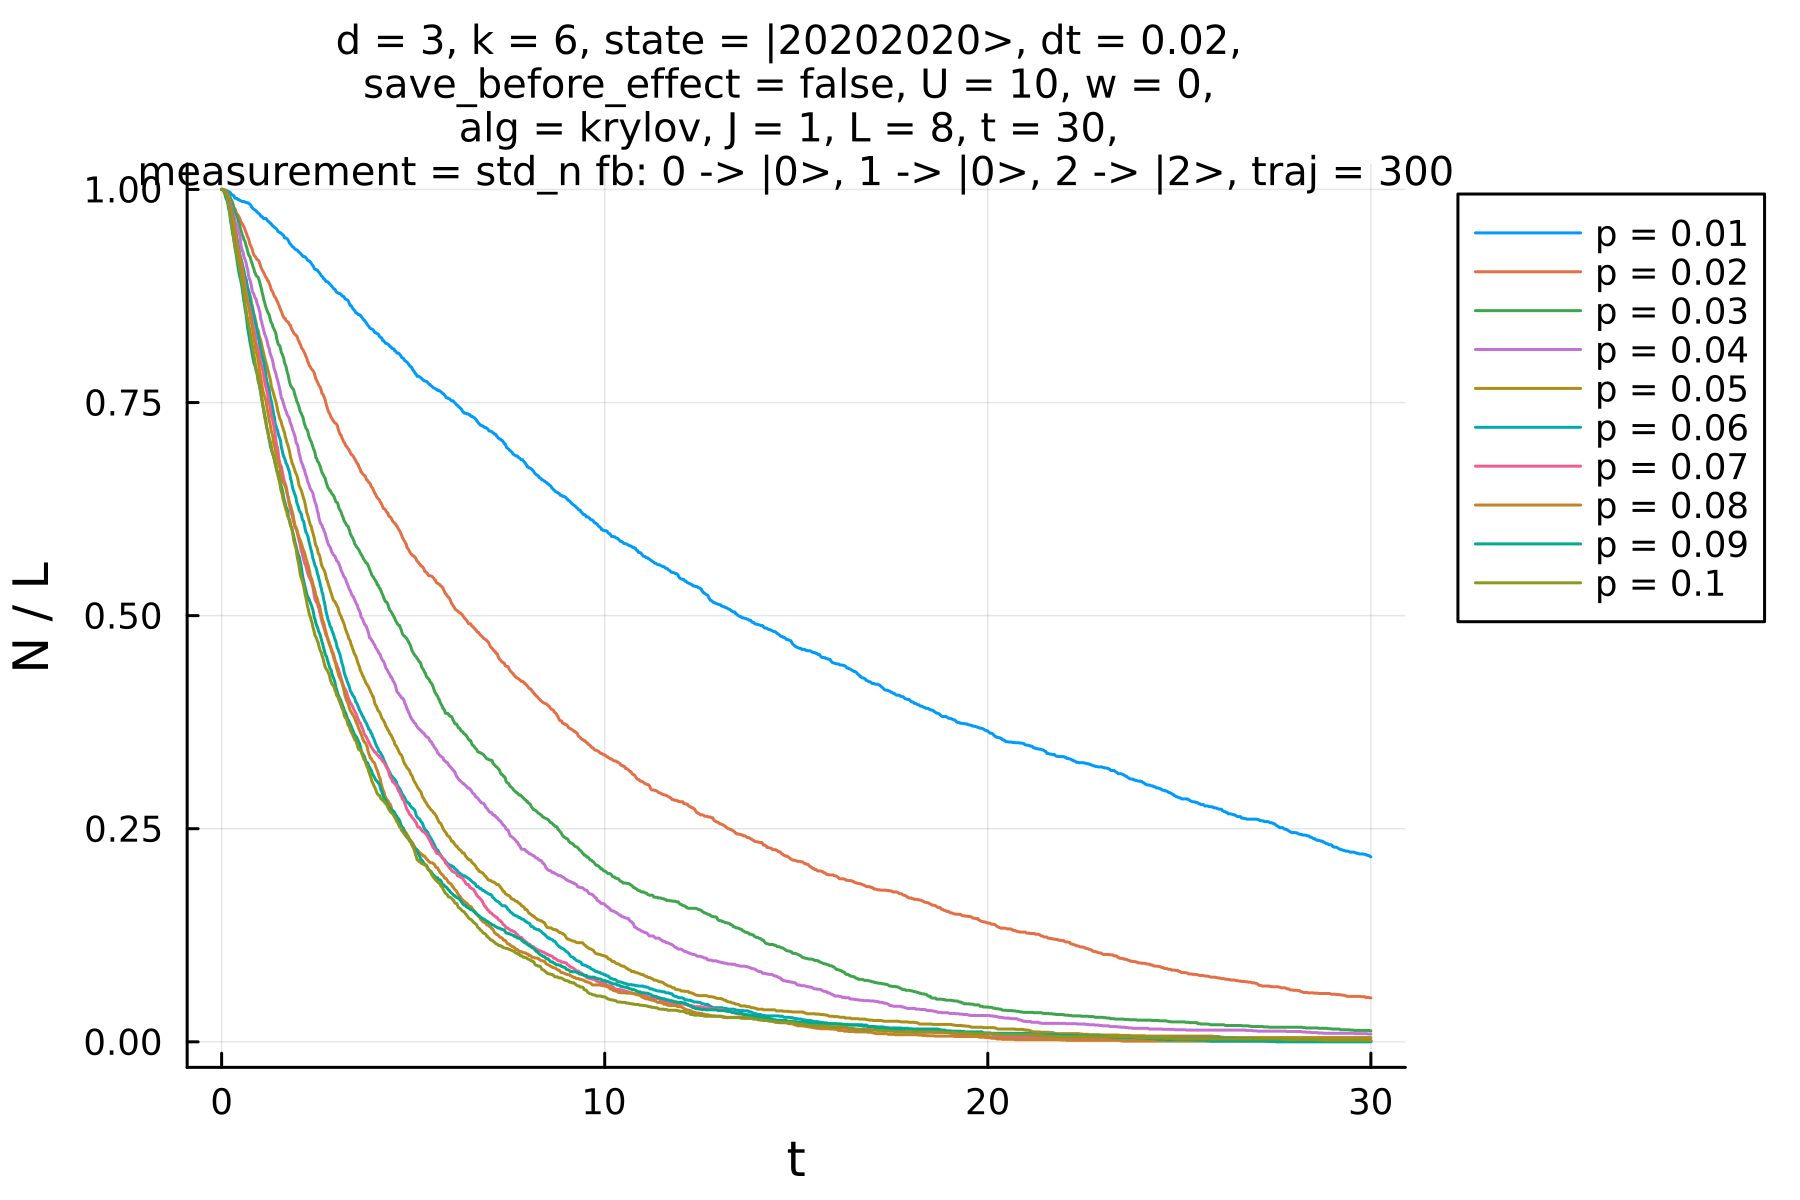 d = 3, k = 6, state = |20202020>, dt = 0.02,
save_before_effect = false, U = 10, w = 0,
alg = krylov, J = 1, L = 8, t = 30,
measurement = std_n fb: 0 -> |0>, 1 -> |0>, 2 -> |2>, traj = 300
1.00
0.75
0.50
0.25
0.00
N / L
0
10
20
30
t
p = 0.01
p = 0.02
p = 0.03
p = 0.04
p = 0.05
p = 0.06
p = 0.07
p = 0.08
p = 0.09
p = 0.1